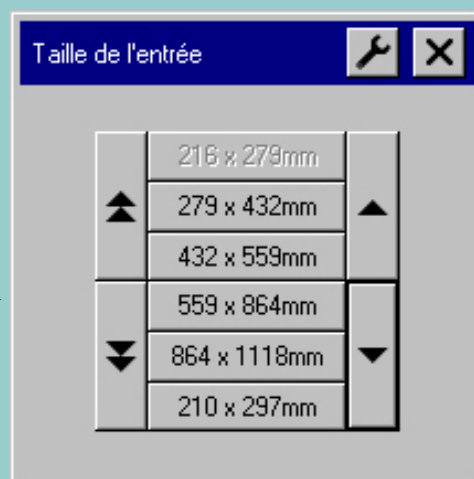 Taille de l'entrée
216 x 279mm
279 x 432mm
432 x 559mm
559 x 864mm
864 x 1118mm
210 x 297mm